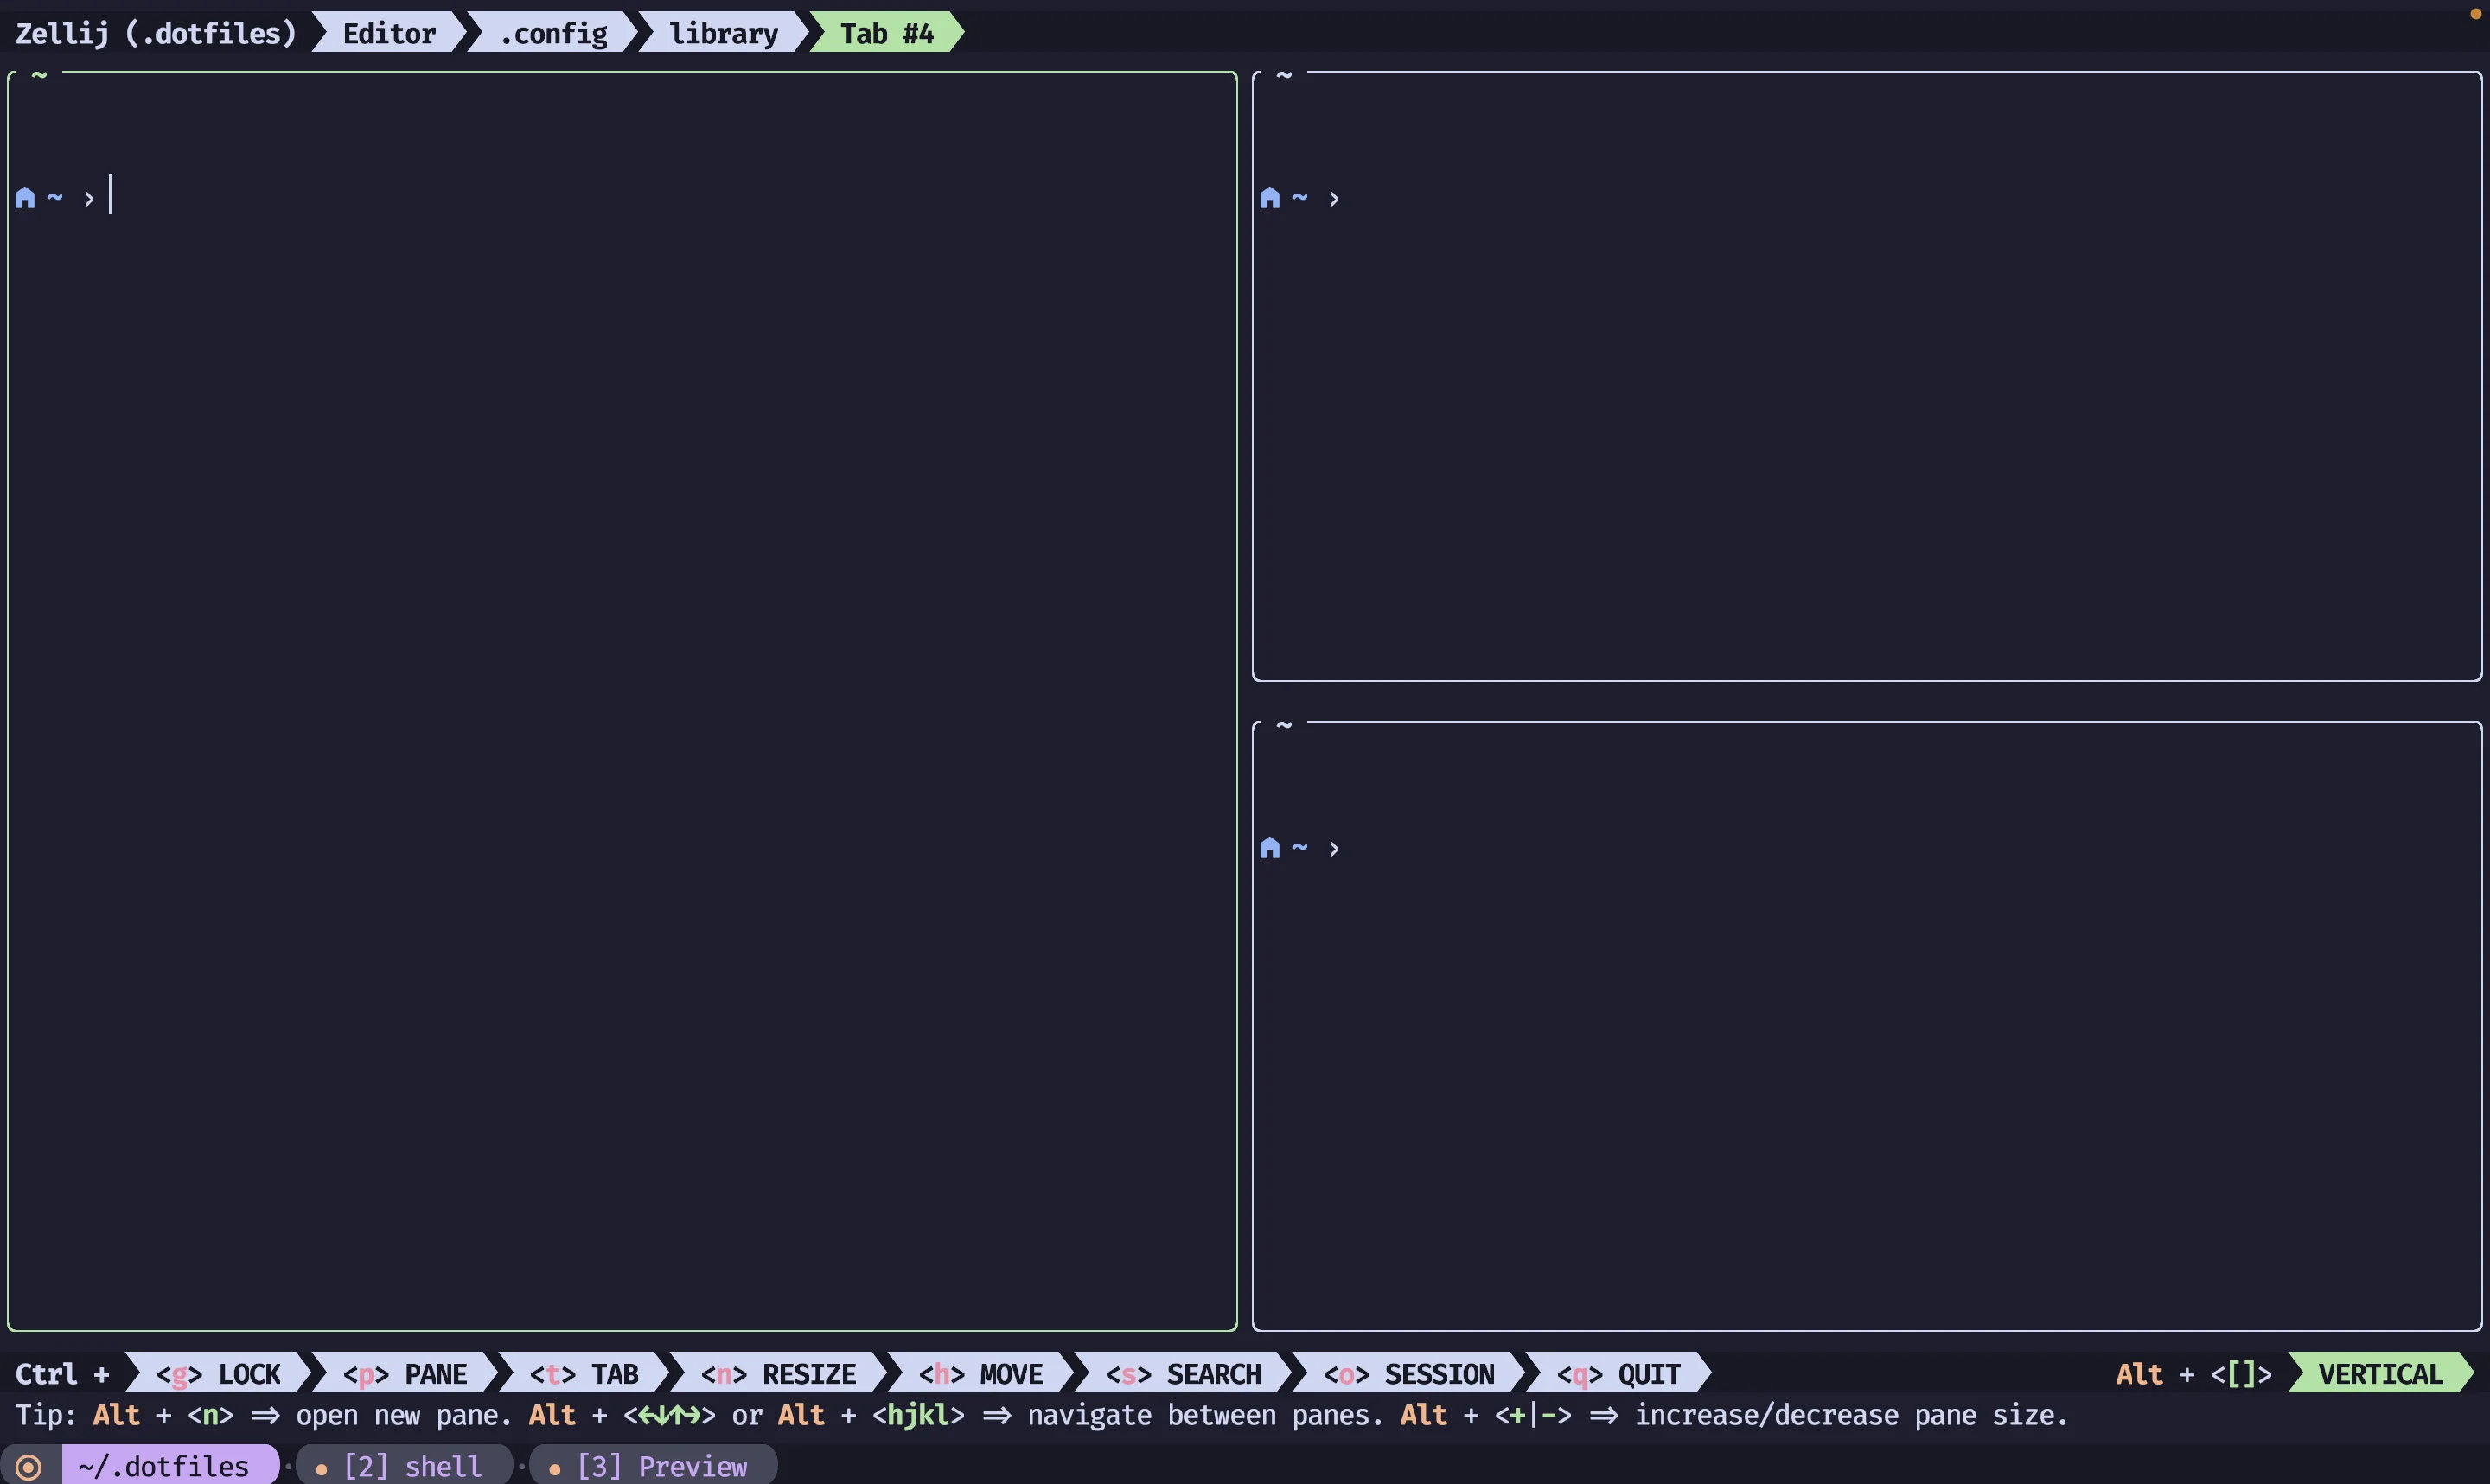 Zellij (.dotfiles) Editor .config library Tab #4
~ ~
~ › ~ ›
~
~ ›
Ctrl + <g> LOCK <p> PANE <t> TAB <n> RESIZE <h> MOVE <s> SEARCH <o> SESSION <q> QUIT Alt + <[]> VERTICAL
Tip: Alt + <n> ⇒ open new pane. Alt + <←↓↑→> or Alt + <hjkl> ⇒ navigate between panes. Alt + <+|-> ⇒ increase/decrease pane size.
~/.dotfiles · [2] shell · [3] Preview